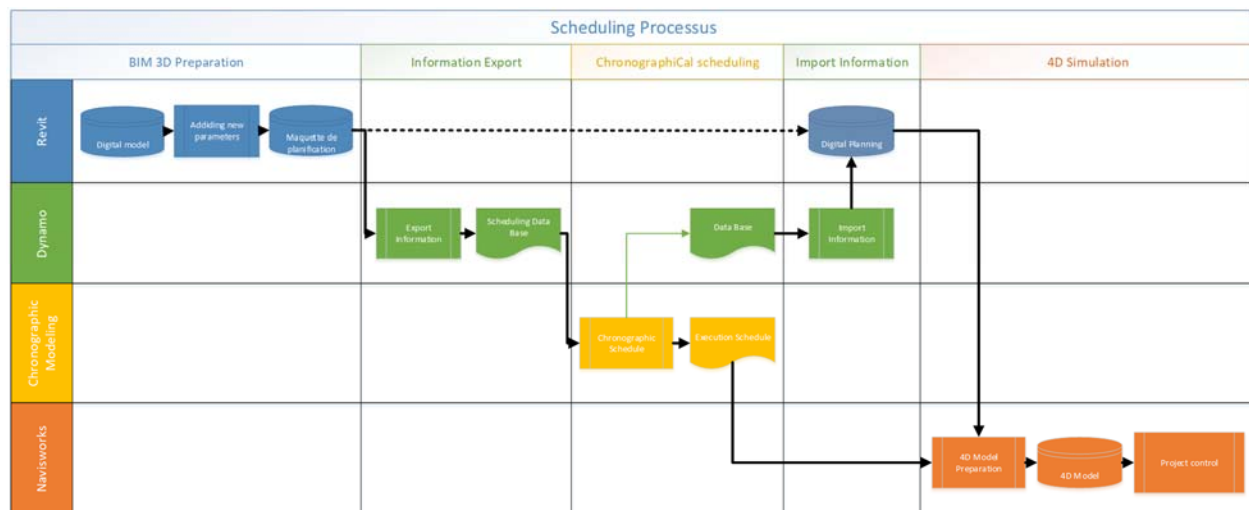 Scheduling Processus
BIM 3D Preparation
Information Export
ChronographiCal scheduling
Import Information
4D Simulation
Revit
Digital model
Addiding new
parameters
Maquette de
planification
Digital Planning
Dynamo
Export
Information
Scheduling Data
Base
Data Base
Import
Information
Chronographic
Modeling
Chronographic
Schedule
Execution Schedule
Navisworks
4D Model
Preparation
4D Model
Project control